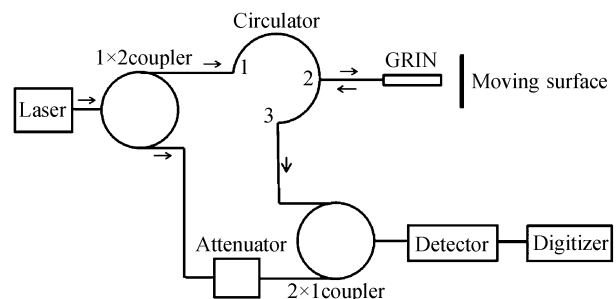 Circulator
1×2coupler
1
GRIN
2
Moving surface
Laser
3
Attenuator
Detector
Digitizer
2×1coupler